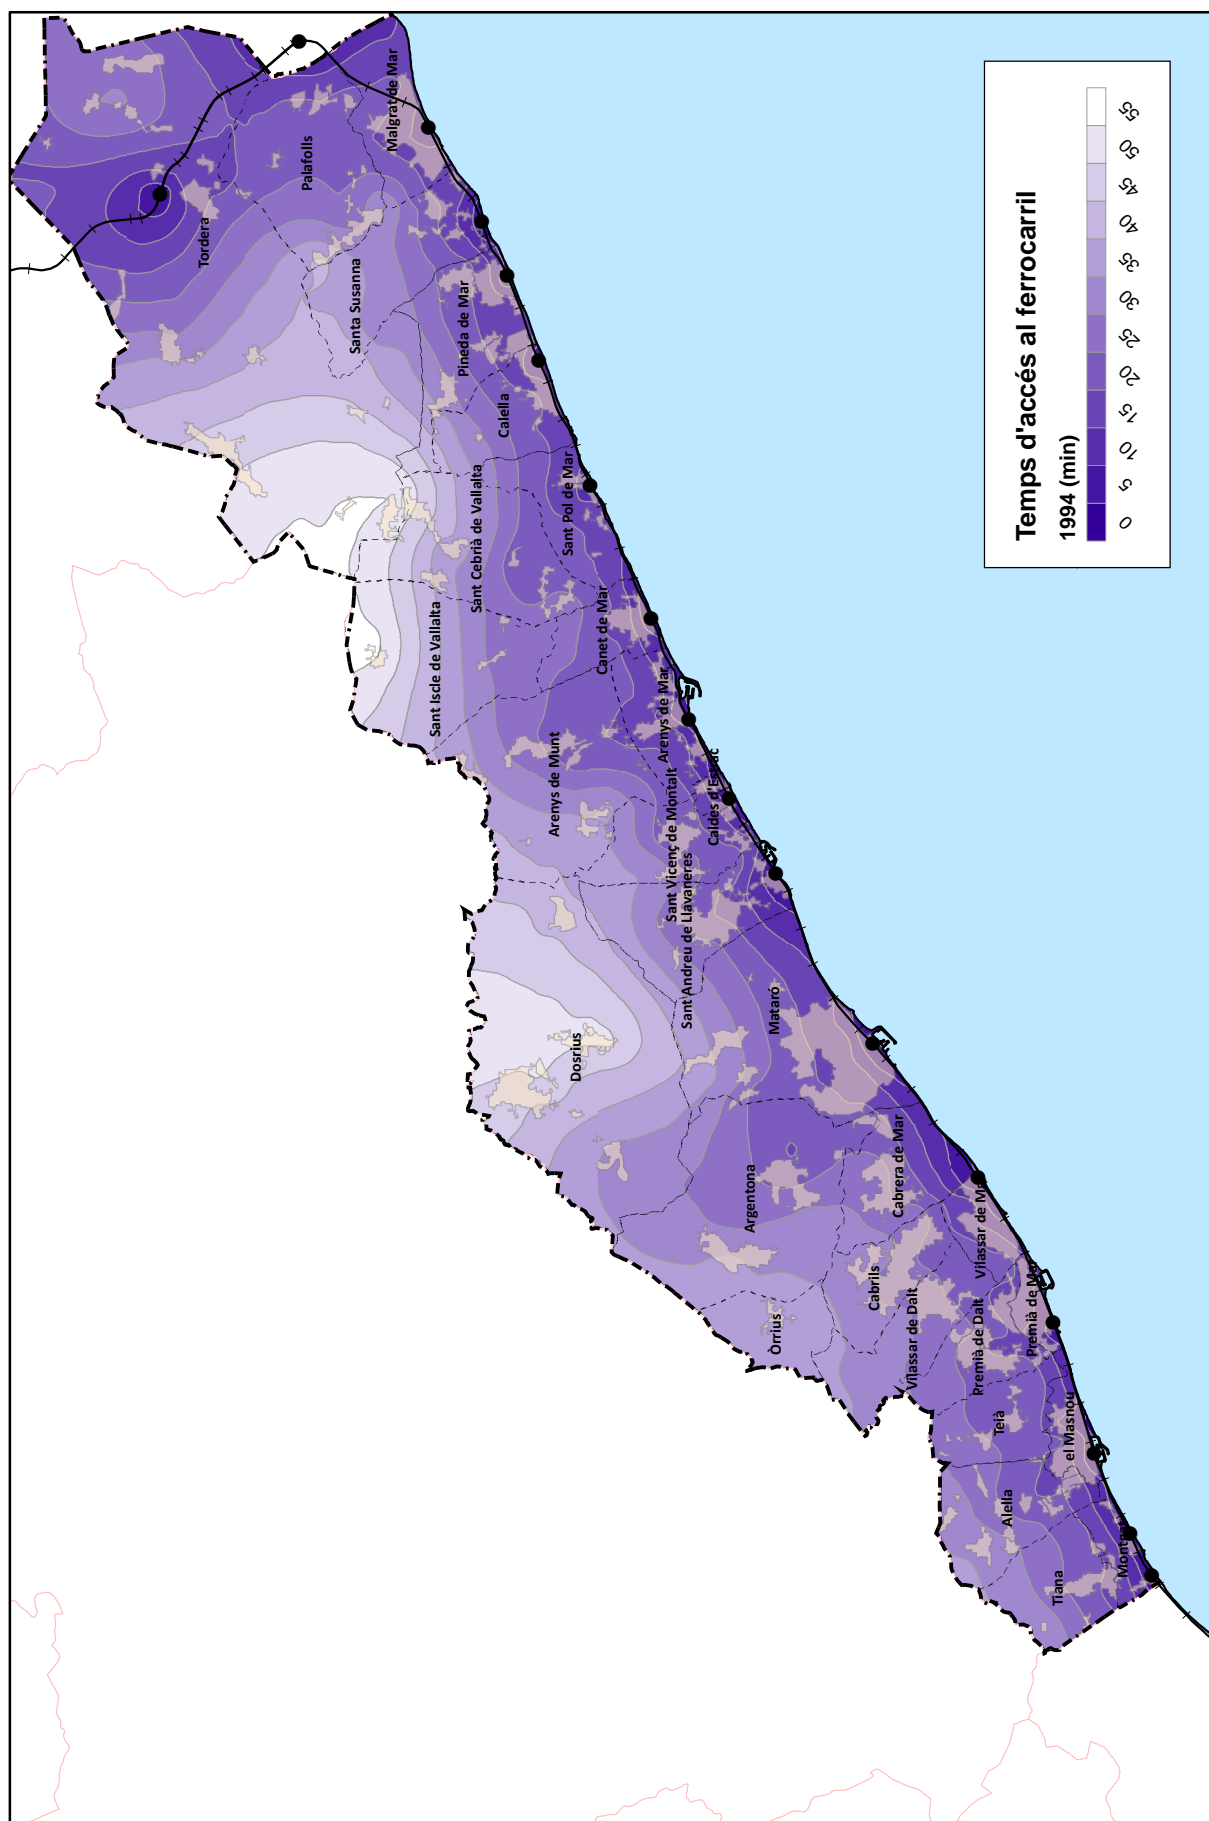 Temps d'accés al ferrocarril
1994 (min)
0
5
10
15
20
25
30
35
40
45
50
55
Tiana
Alella
Teià
el Masnou
Premià de Dalt
Premià de Mar
Vilassar de Dalt
Cabrils
Òrrius
Argentona
Cabrera de Mar
Dosrius
Mataró
Sant Andreu de Llavaneres
Sant Vicenç de Montalt
Arenys de Munt
Arenys de Mar
Sant Iscle de Vallalta
Canet de Mar
Sant Cebrià de Vallalta
Sant Pol de Mar
Calella
Pineda de Mar
Santa Susanna
Tordera
Palafolls
Malgrat de Mar